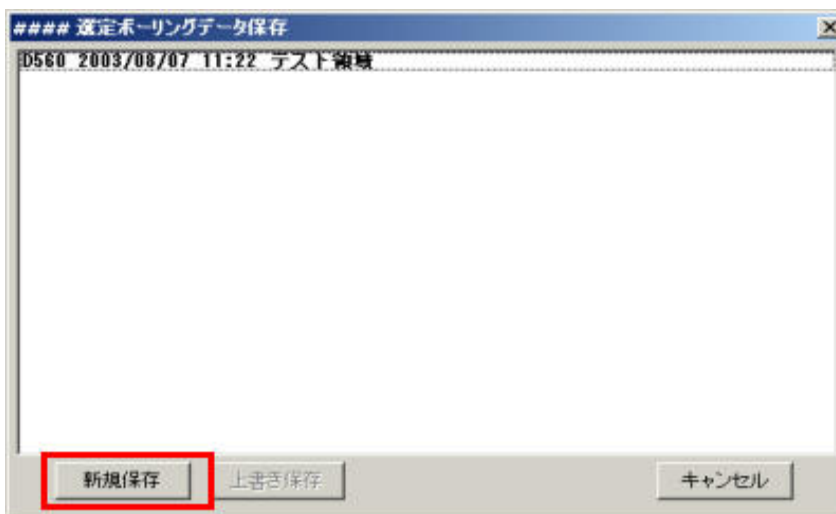 #### 選定ボーリングデータ保存
D560 2003/08/07 11:22 テスト領域
新規保存 上書き保存 キャンセル